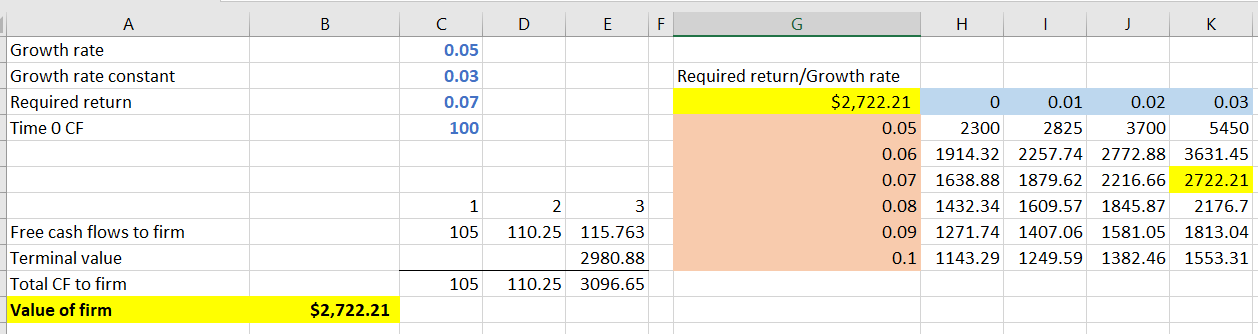 A B C D E F G H I J K
Growth rate 0.05
Growth rate constant 0.03 Required return/Growth rate
Required return 0.07 $2,722.21 0 0.01 0.02 0.03
Time 0 CF 100 0.05 2300 2825 3700 5450
0.06 1914.32 2257.74 2772.88 3631.45
0.07 1638.88 1879.62 2216.66 2722.21
1 2 3 0.08 1432.34 1609.57 1845.87 2176.7
Free cash flows to firm 105 110.25 115.763 0.09 1271.74 1407.06 1581.05 1813.04
Terminal value 2980.88 0.1 1143.29 1249.59 1382.46 1553.31
Total CF to firm 105 110.25 3096.65
Value of firm $2,722.21